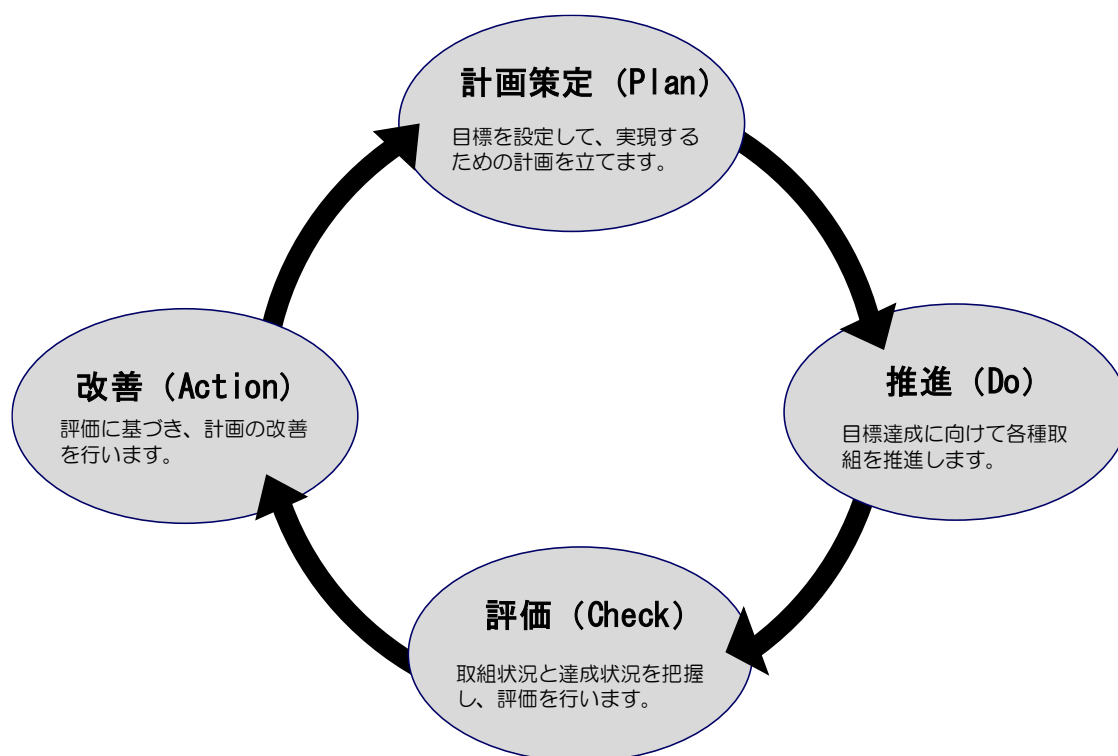 計画策定（Plan）
目標を設定して、実現する
ための計画を立てます。
推進（Do）
目標達成に向けて各種取
組を推進します。
評価（Check）
取組状況と達成状況を把握
し、評価を行います。
改善（Action）
評価に基づき、計画の改善
を行います。